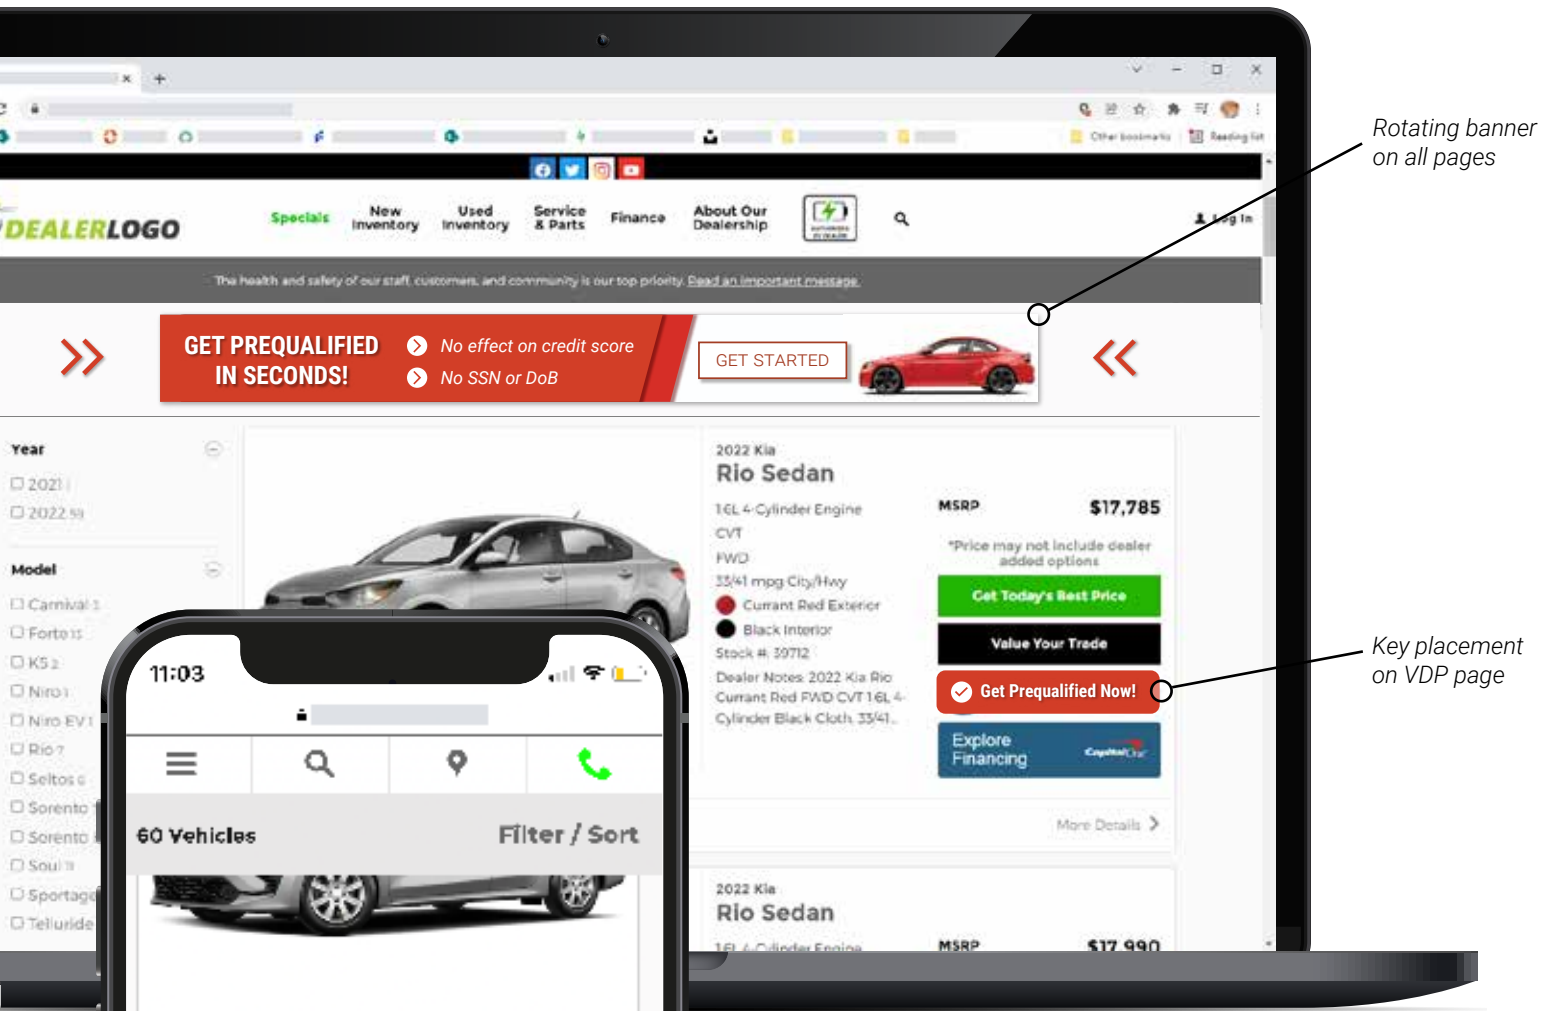 Other bookmarks
Reading list
Rotating banner
on all pages
DEALERLOGO
Specials
New
Inventory
Used
Inventory
Service
& Parts
Finance
About Our
Dealership
Log In
The health and safety of our staff, customers, and community is our top priority. Read an important message.
GET PREQUALIFIED
IN SECONDS!
No effect on credit score
No SSN or DoB
GET STARTED
Year
2021
2022 59
Model
Carnival
Forte
K5 2
Niro 1
Niro EV 1
Rio 7
Seltos 6
Sorento
Sorento
Soul
Sportage
Telluride
2022 Kia
Rio Sedan
1.6L 4-Cylinder Engine
CVT
FWD
33/41 mpg City/Hwy
Currant Red Exterior
Black Interior
Stock #: 39712
Dealer Notes: 2022 Kia Rio
Currant Red FWD CVT 1.6L 4-
Cylinder Black Cloth. 33/41...
MSRP
$17,785
*Price may not include dealer
added options
Get Today's Best Price
Value Your Trade
Get Prequalified Now!
Explore
Financing
Capital One
Key placement
on VDP page
More Details
2022 Kia
Rio Sedan
1.6L 4-Cylinder Engine
MSRP
$17,990
11:03
60 Vehicles
Filter / Sort